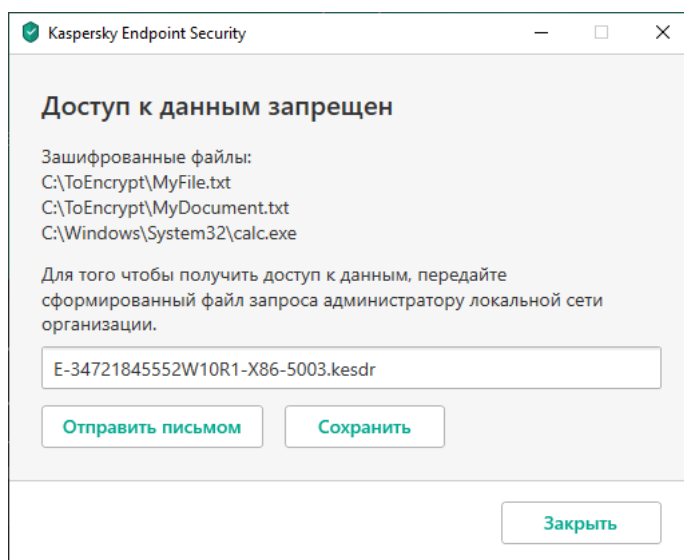 Kaspersky Endpoint Security
Доступ к данным запрещен
Зашифрованные файлы:
C:\ToEncrypt\MyFile.txt
C:\ToEncrypt\MyDocument.txt
C:\Windows\System32\calc.exe
Для того чтобы получить доступ к данным, передайте
сформированный файл запроса администратору локальной сети
организации.
E-34721845552W10R1-X86-5003.kesdr
Отправить письмом Сохранить
Закрыть